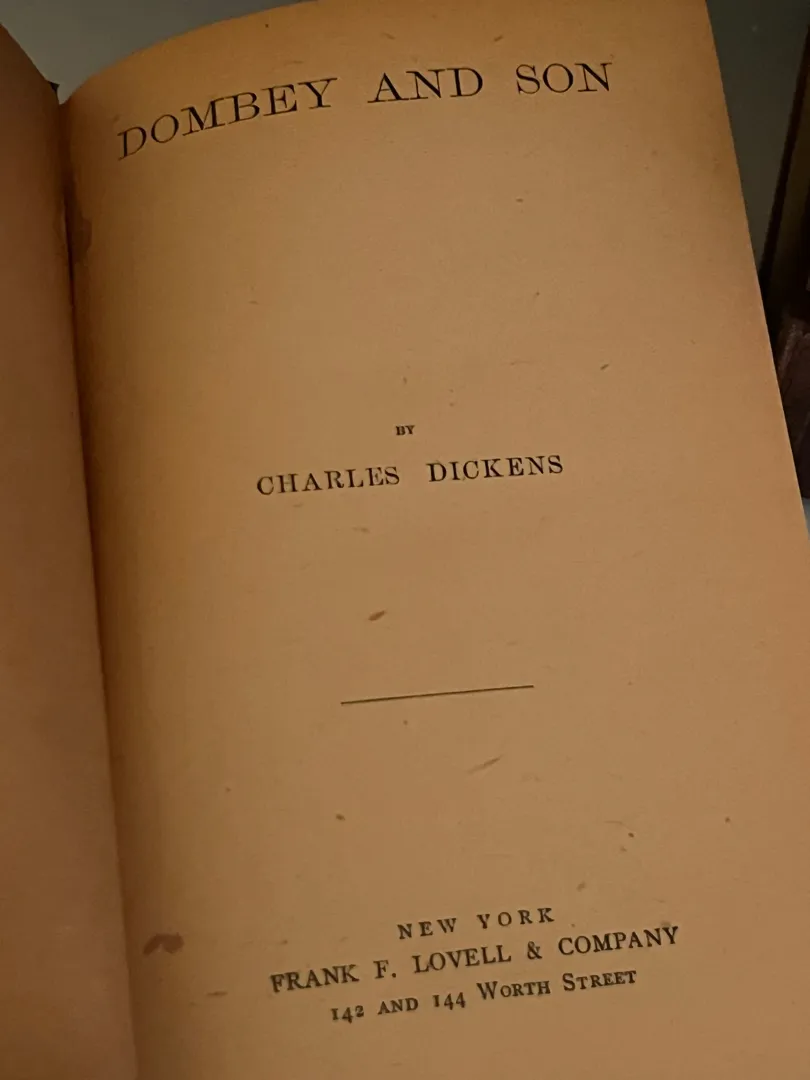 DOMBEY AND SON
BY
CHARLES DICKENS
NEW YORK
FRANK F. LOVELL & COMPANY
142 AND 144 WORTH STREET